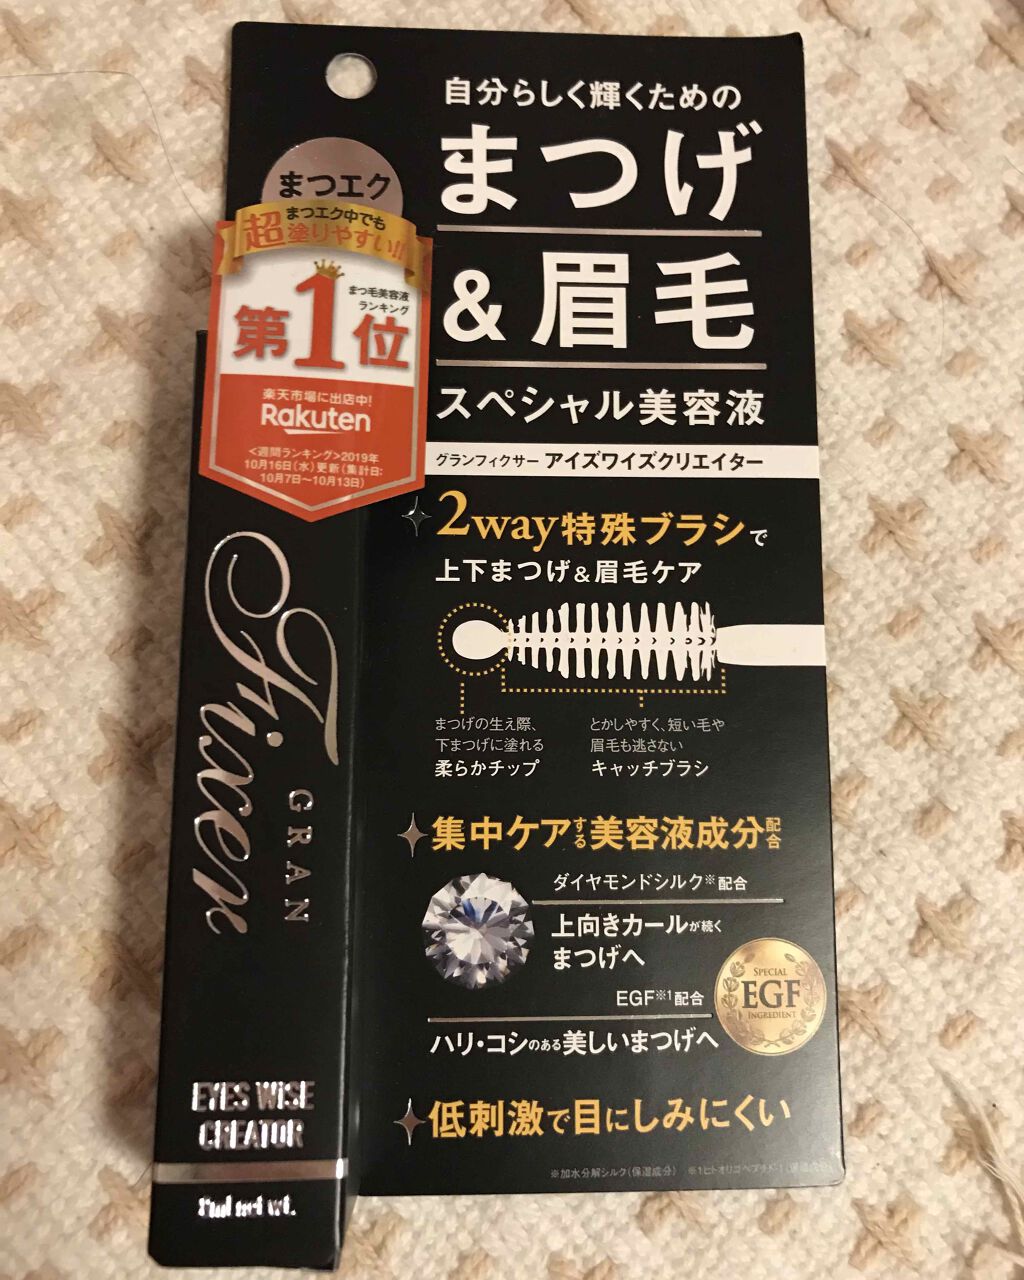 自分らしく輝くための
まつげ
&眉毛
スペシャル美容液
グランフィクサー アイズワイズクリエイター
まつエク
まつエク中でも
超塗りやすい!!
まつ毛美容液
ランキング
第1位
楽天市場に出店中!
Rakuten
<週間ランキング>2019年
10月16日(水)更新(集計日:
10月7日〜10月13日)
2way特殊ブラシで
上下まつげ&眉毛ケア
まつげの生え際、
下まつげに塗れる
柔らかチップ
とかしやすく、短い毛や
眉毛も逃さない
キャッチブラシ
集中ケアする美容液成分配合
ダイヤモンドシルク※配合
上向きカールが続く
まつげへ
EGF※1配合
ハリ・コシのある美しいまつげへ
SPECIAL
EGF
INGREDIENT
低刺激で目にしみにくい
※加水分解シルク(保湿成分) ※1ヒトオリゴペプチド-1
Fixer
GRAN
EYES WISE
CREATOR
net wt.